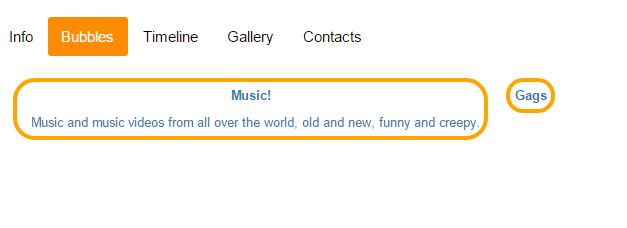 Info Bubbles Timeline Gallery Contacts
Music! Gags
Music and music videos from all over the world, old and new, funny and creepy.